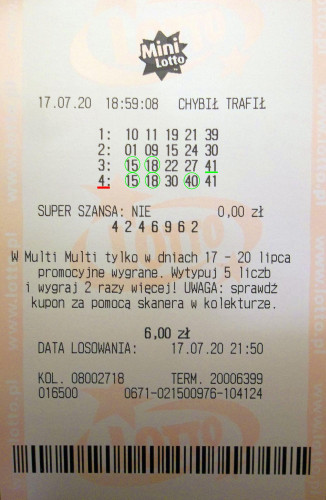 Mini
Lotto
17.07.20 18:59:08 CHYBIŁ TRAFIŁ
1: 10 11 19 21 39
2: 01 09 15 24 30
3: 15 18 22 27 41
4: 15 18 30 40 41
SUPER SZANSA: NIE 0,00 zł
4246962
W Multi Multi tylko w dniach 17 - 20 lipca
promocyjne wygrane. Wytypuj 5 liczb
i wygraj 2 razy więcej! UWAGA: sprawdź
kupon za pomocą skanera w kolekturze.
6,00 zł
DATA LOSOWANIA: 17.07.20 21:50
KOL. 08002718 TERM. 20006399
016500 0671-021500976-104124